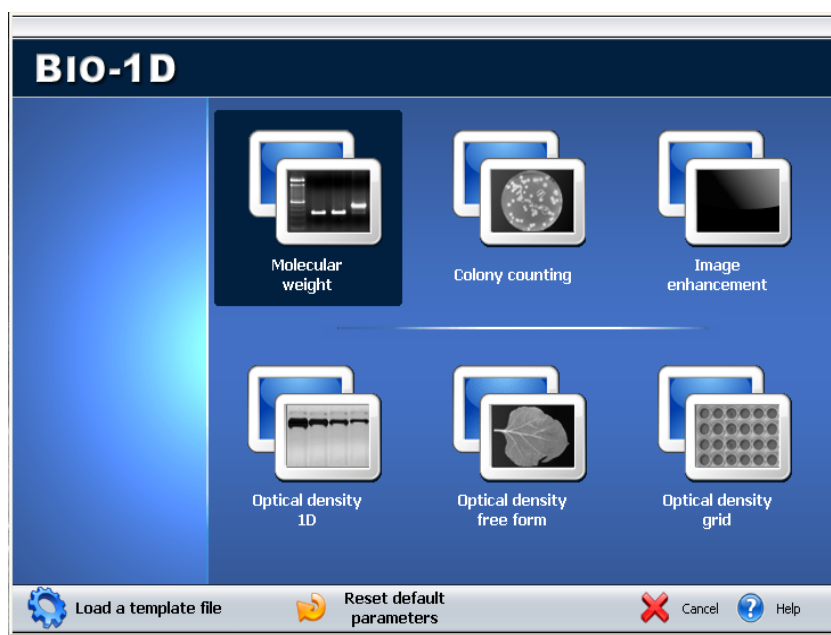 BIO-1D
Molecular
weight
Colony counting
Image
enhancement
Optical density
1D
Optical density
free form
Optical density
grid
Load a template file
Reset default
parameters
Cancel
Help